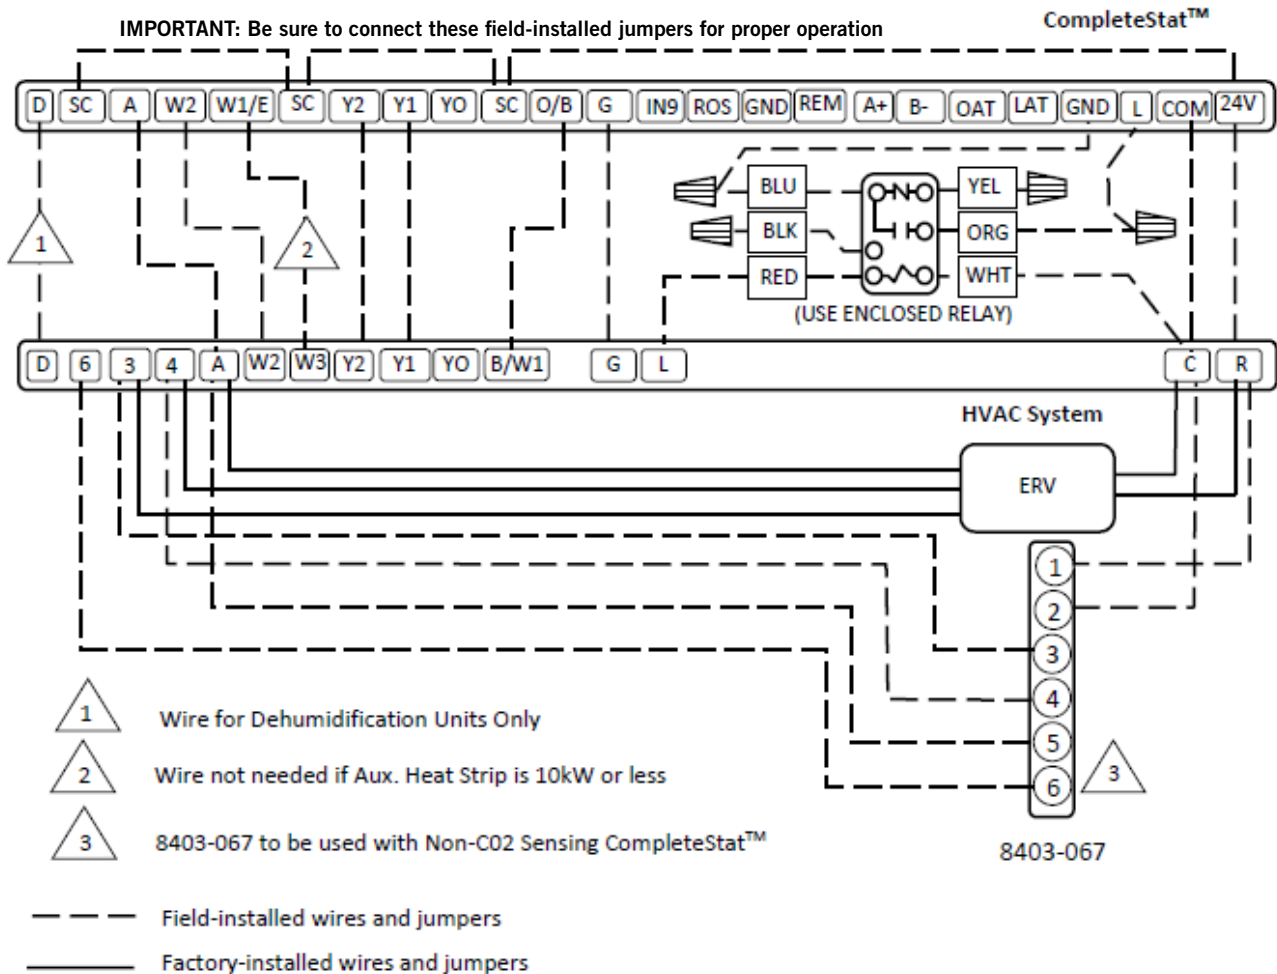 IMPORTANT: Be sure to connect these field-installed jumpers for proper operation
CompleteStat™
D SC A W2 W1/E SC Y2 Y1 YO SC O/B G IN9 ROS GND REM A+ B- OAT LAT GND L COM 24V
BLU YEL
1 2 BLK ORG
RED WHT
(USE ENCLOSED RELAY)
D 6 3 4 A W2 W3 Y2 Y1 YO B/W1 G L C R
HVAC System
ERV
1
2
3
4
5
6
3
8403-067
1 Wire for Dehumidification Units Only
2 Wire not needed if Aux. Heat Strip is 10kW or less
3 8403-067 to be used with Non-C02 Sensing CompleteStat™
Field-installed wires and jumpers
Factory-installed wires and jumpers